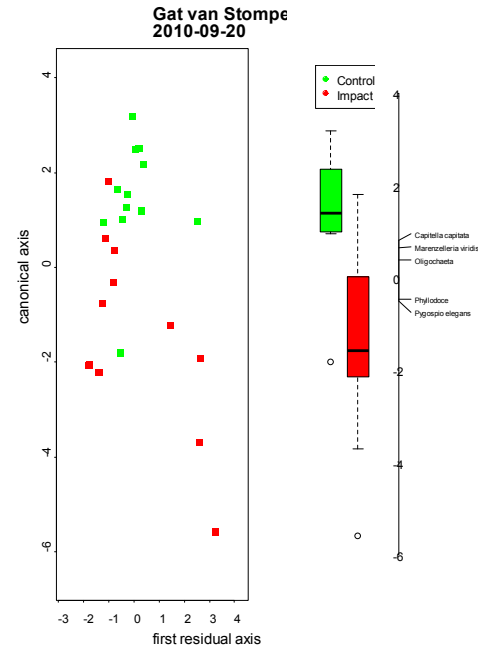 Gat van Stompe
2010-09-20
canonical axis
4
2
0
-2
-4
-6
-3 -2 -1 0 1 2 3 4
first residual axis
Control
Impact
4
2
0
-2
-4
-6
Capitella capitata
Marenzelleria viridis
Oligochaeta
Phyllodoce
Pygospio elegans